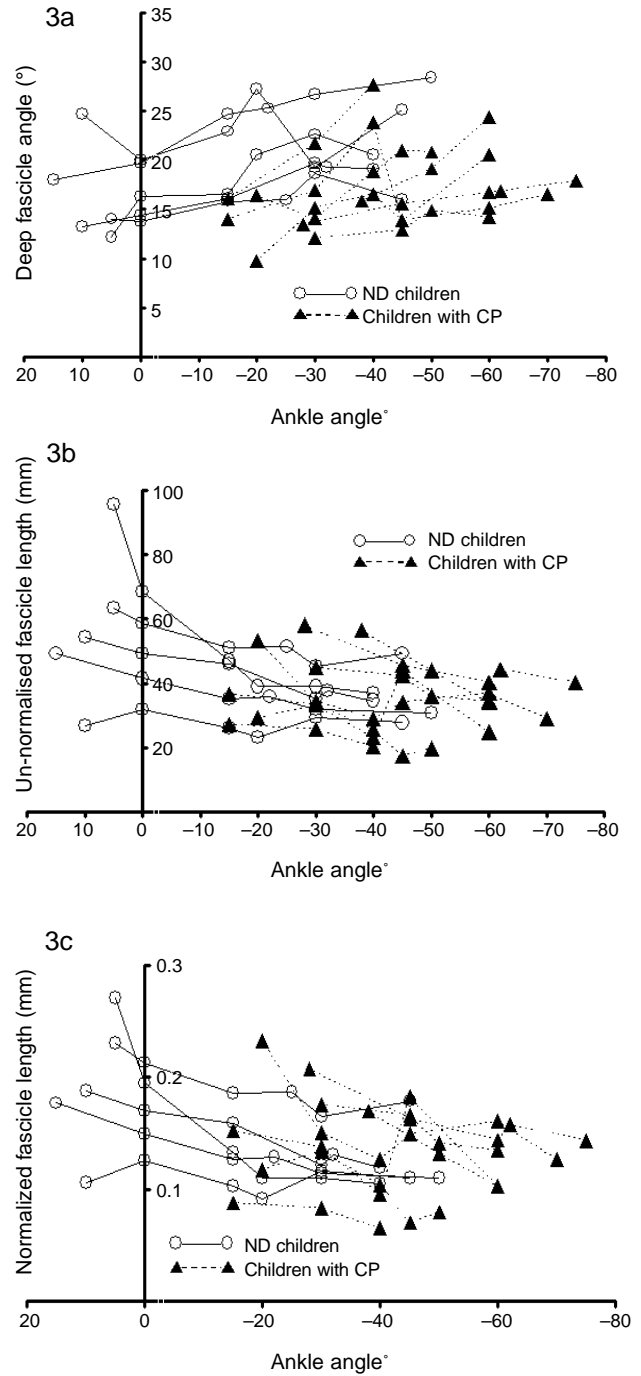 3a
35
30
25
20
15
10
5
Deep fascicle angle (°)
ND children
Children with CP
20 10 0 –10 –20 –30 –40 –50 –60 –70 –80
Ankle angle°
3b
100
80
60
40
20
Un-normalised fascicle length (mm)
ND children
Children with CP
20 10 0 –10 –20 –30 –40 –50 –60 –70 –80
Ankle angle°
3c
0.3
0.2
0.1
Normalized fascicle length (mm)
ND children
Children with CP
20 0 –20 –40 –60 –80
Ankle angle°